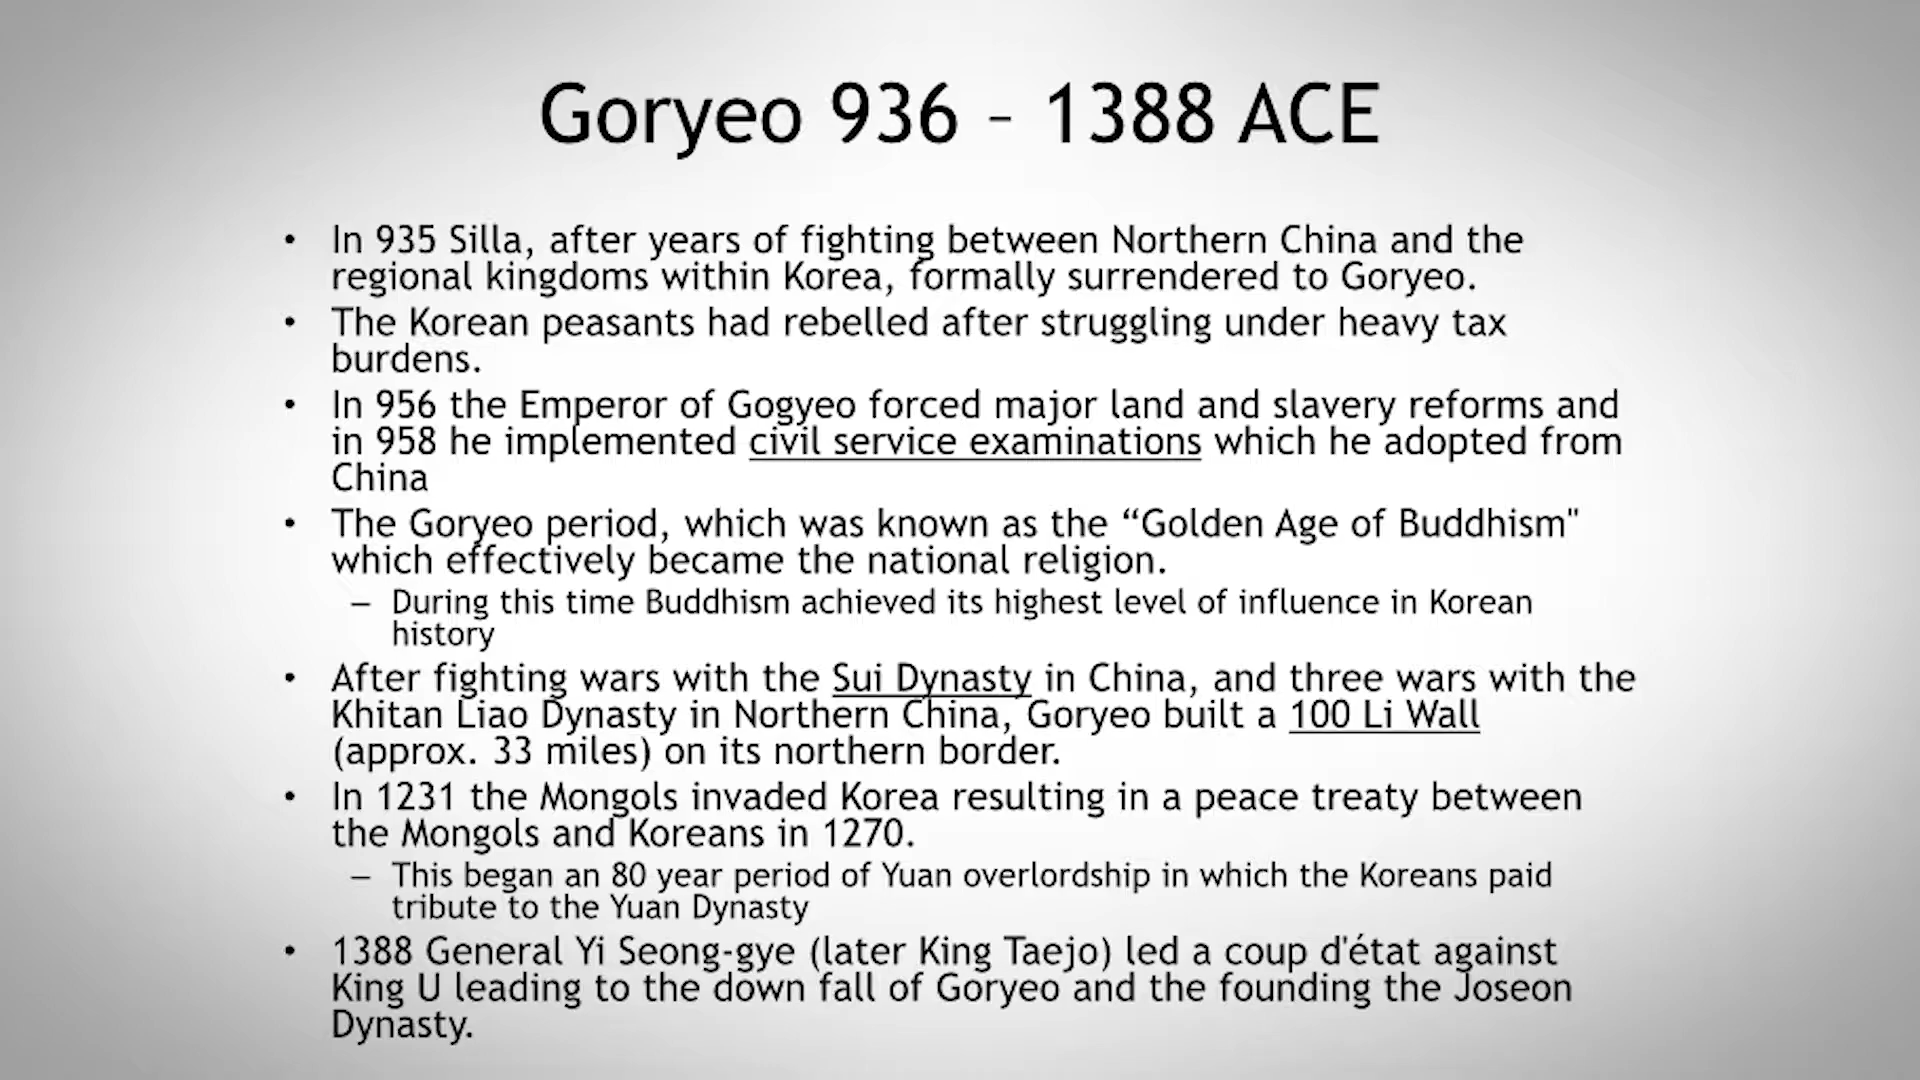 Goryeo 936 – 1388 ACE
• In 935 Silla, after years of fighting between Northern China and the
regional kingdoms within Korea, formally surrendered to Goryeo.
• The Korean peasants had rebelled after struggling under heavy tax
burdens.
• In 956 the Emperor of Gogyeo forced major land and slavery reforms and
in 958 he implemented civil service examinations which he adopted from
China
• The Goryeo period, which was known as the “Golden Age of Buddhism"
which effectively became the national religion.
– During this time Buddhism achieved its highest level of influence in Korean
history
• After fighting wars with the Sui Dynasty in China, and three wars with the
Khitan Liao Dynasty in Northern China, Goryeo built a 100 Li Wall
(approx. 33 miles) on its northern border.
• In 1231 the Mongols invaded Korea resulting in a peace treaty between
the Mongols and Koreans in 1270.
– This began an 80 year period of Yuan overlordship in which the Koreans paid
tribute to the Yuan Dynasty
• 1388 General Yi Seong-gye (later King Taejo) led a coup d'état against
King U leading to the down fall of Goryeo and the founding the Joseon
Dynasty.